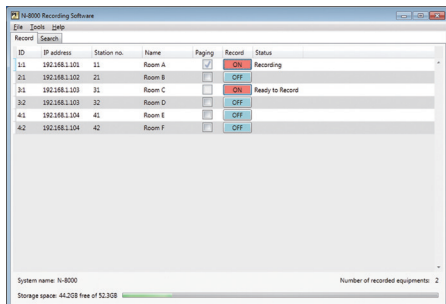 N-8000 Recording Software
File Tools Help
Record Search
ID IP address Station no. Name Paging Record Status
1:1 192.168.1.101 11 Room A ON Recording
2:1 192.168.1.102 21 Room B OFF
3:1 192.168.1.103 31 Room C ON Ready to Record
3:2 192.168.1.103 32 Room D OFF
4:1 192.168.1.104 41 Room E OFF
4:2 192.168.1.104 42 Room F OFF
System name: N-8000 Number of recorded equipments: 2
Storage space: 44.2GB free of 52.3GB